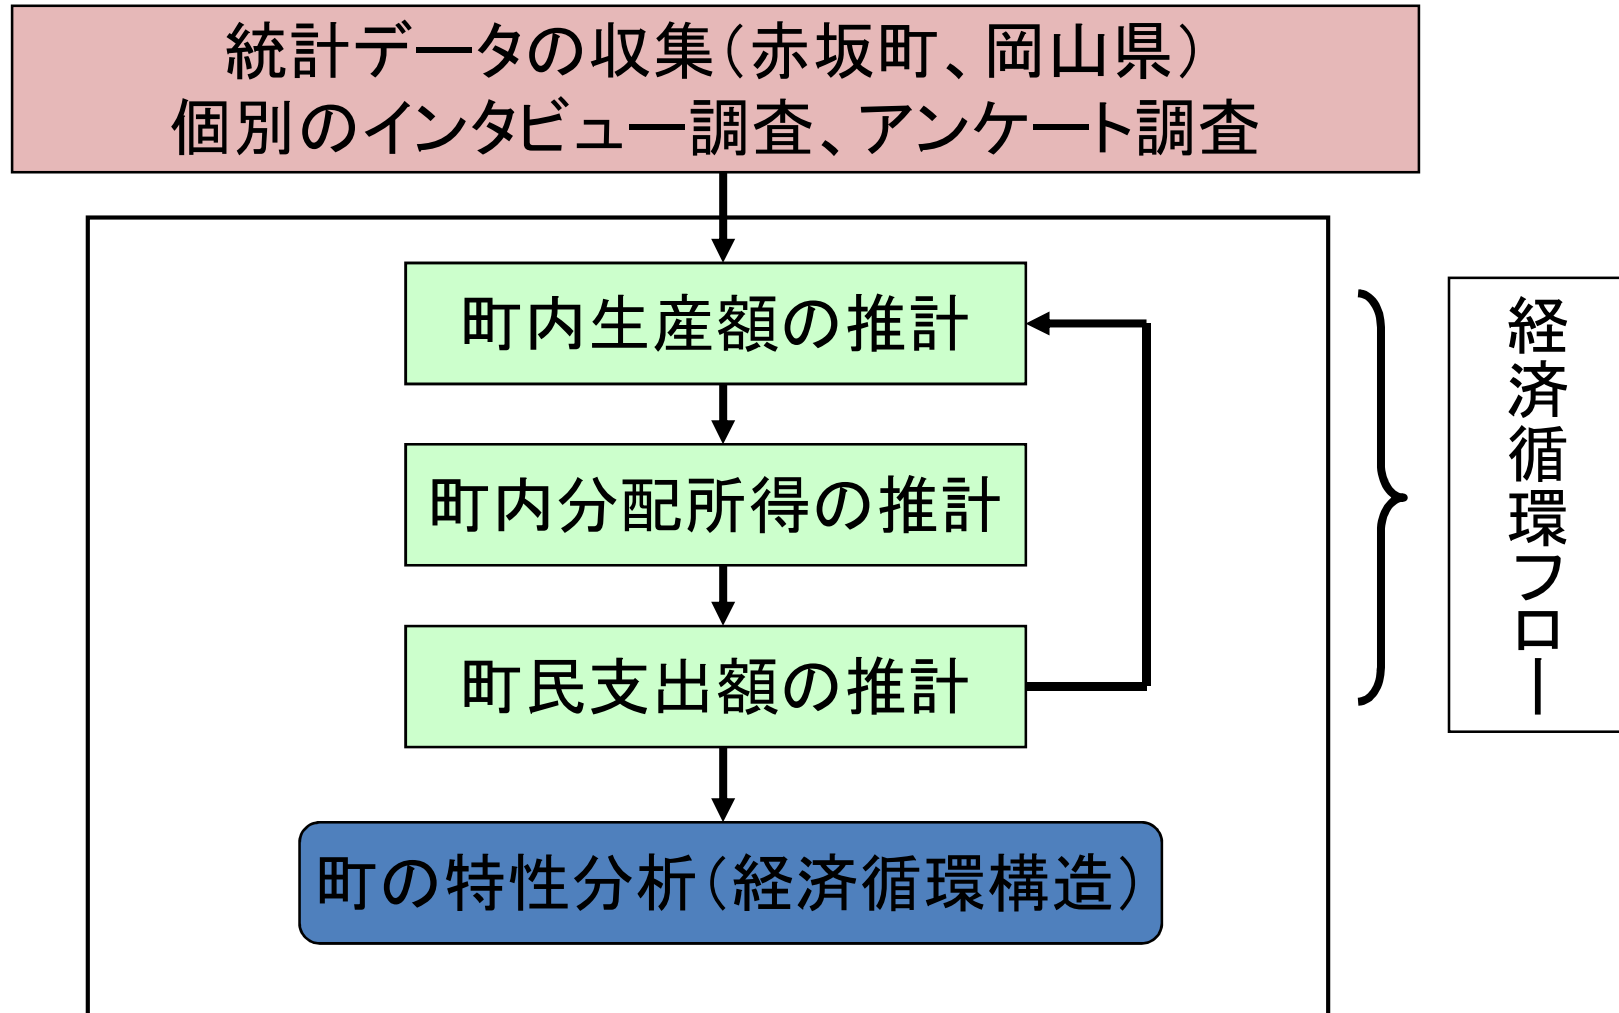 統計データの収集（赤坂町、岡山県）
個別のインタビュー調査、アンケート調査
町内生産額の推計
町内分配所得の推計
町民支出額の推計
町の特性分析（経済循環構造）
経済循環フロー